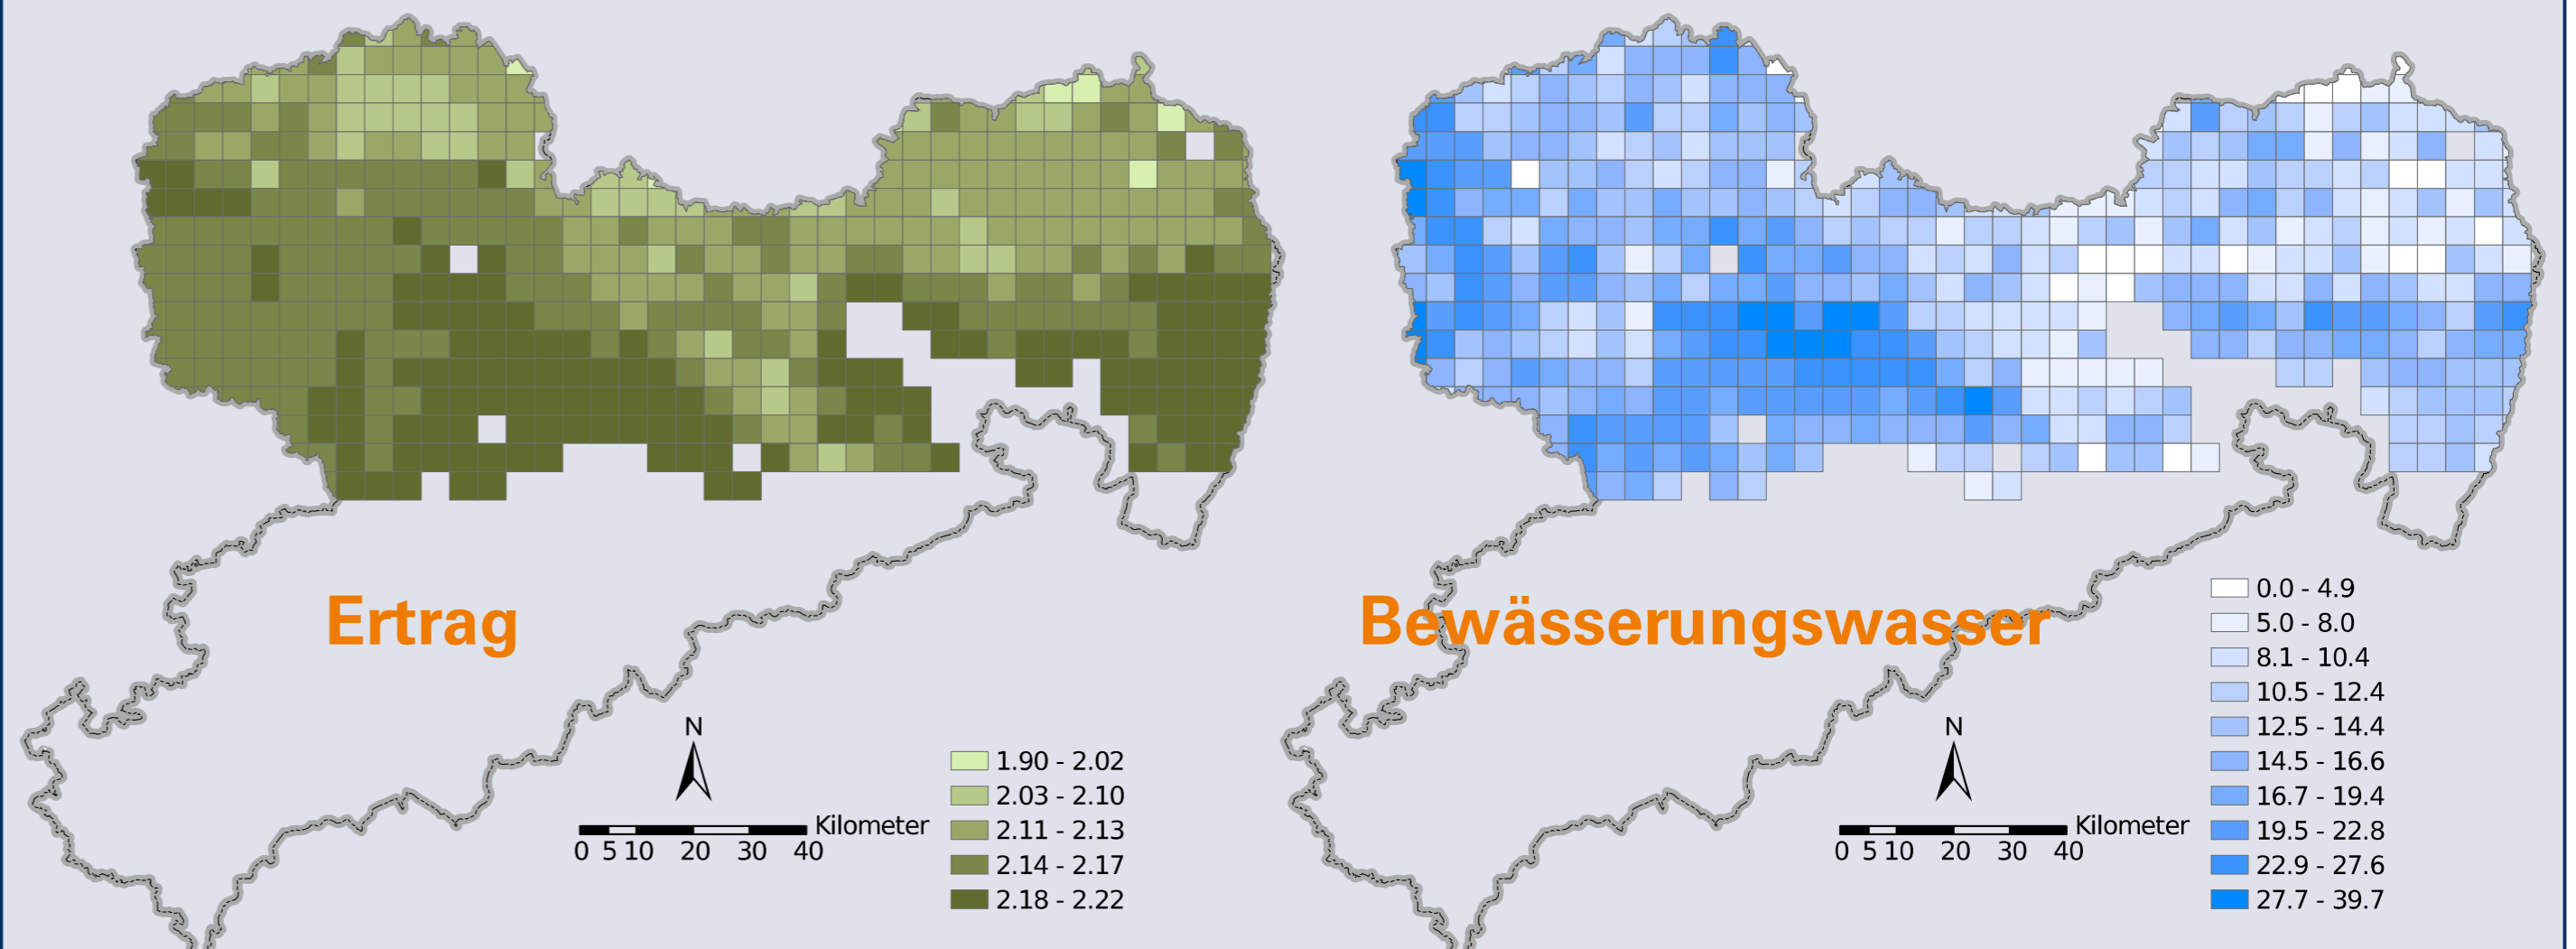 Ertrag
N
Kilometer
0 5 10 20 30 40
1.90 - 2.02
2.03 - 2.10
2.11 - 2.13
2.14 - 2.17
2.18 - 2.22
Bewässerungswasser
N
Kilometer
0 5 10 20 30 40
0.0 - 4.9
5.0 - 8.0
8.1 - 10.4
10.5 - 12.4
12.5 - 14.4
14.5 - 16.6
16.7 - 19.4
19.5 - 22.8
22.9 - 27.6
27.7 - 39.7